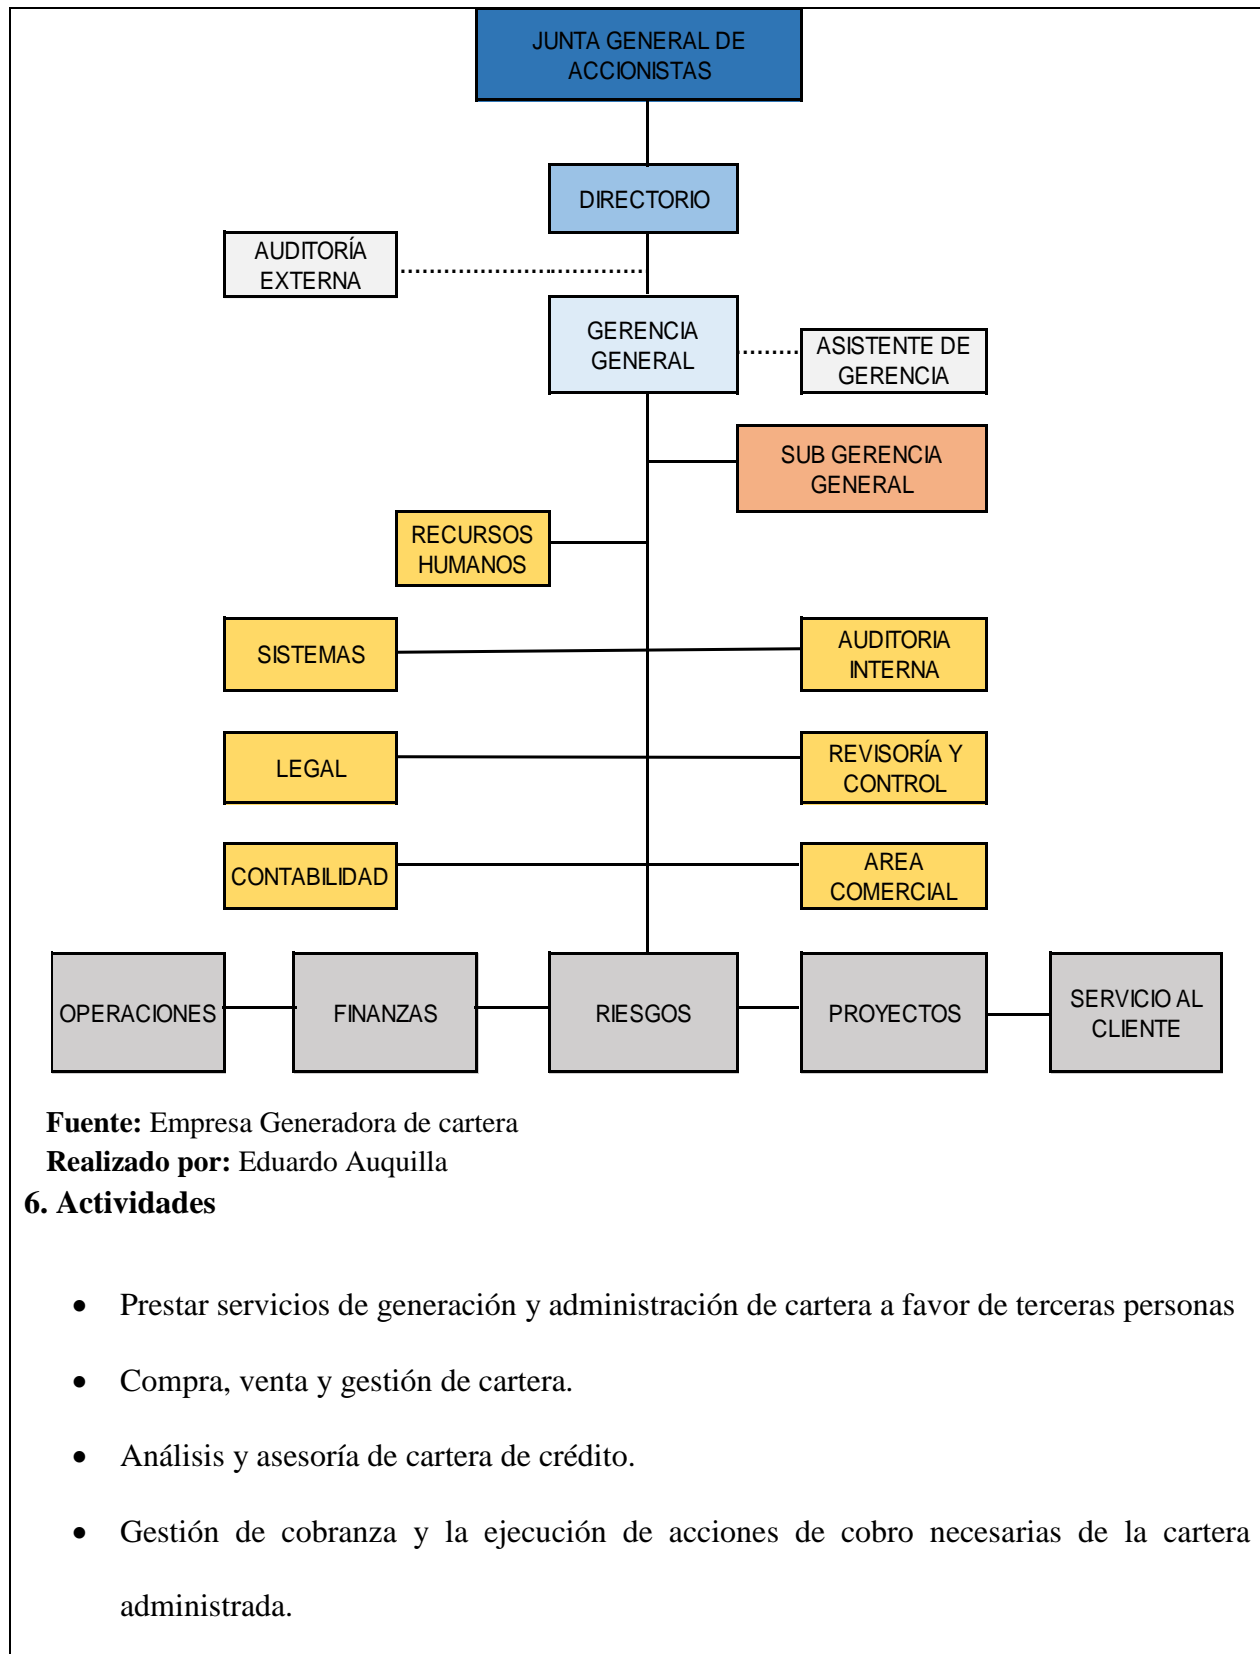 JUNTA GENERAL DE
ACCIONISTAS
DIRECTORIO
AUDITORÍA
EXTERNA
GERENCIA
GENERAL
ASISTENTE DE
GERENCIA
SUB GERENCIA
GENERAL
RECURSOS
HUMANOS
SISTEMAS
AUDITORIA
INTERNA
LEGAL
REVISORÍA Y
CONTROL
CONTABILIDAD
AREA
COMERCIAL
OPERACIONES
FINANZAS
RIESGOS
PROYECTOS
SERVICIO AL
CLIENTE
Fuente: Empresa Generadora de cartera
Realizado por: Eduardo Auquilla
6. Actividades
• Prestar servicios de generación y administración de cartera a favor de terceras personas
• Compra, venta y gestión de cartera.
• Análisis y asesoría de cartera de crédito.
• Gestión de cobranza y la ejecución de acciones de cobro necesarias de la cartera
administrada.